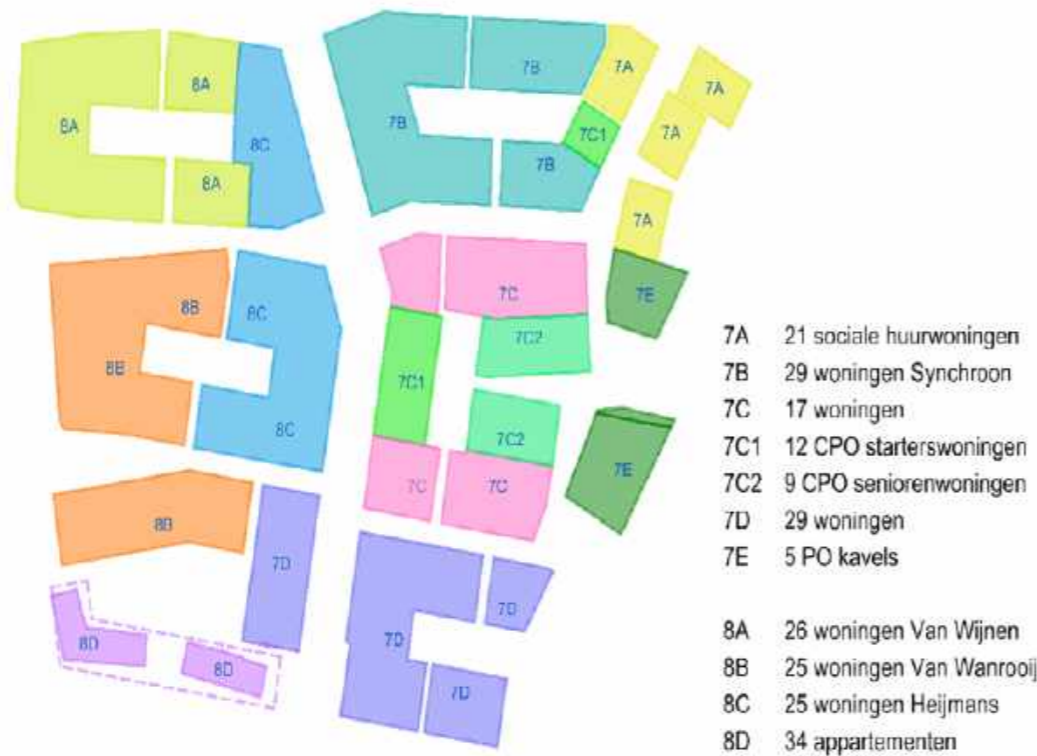 7B
7A
8A
7A
8A
7B
7C1
7A
8C
7B
8A
7A
7C
7E
8B
8C
7C2
8B
7C1
8C
7C2
7C
7C
7E
8B
7D
7D
8D
7D
8D
7D
7A 21 sociale huurwoningen
7B 29 woningen Synchroon
7C 17 woningen
7C1 12 CPO starterswoningen
7C2 9 CPO seniorenwoningen
7D 29 woningen
7E 5 PO kavels
8A 26 woningen Van Wijnen
8B 25 woningen Van Wanrooij
8C 25 woningen Heijmans
8D 34 appartementen